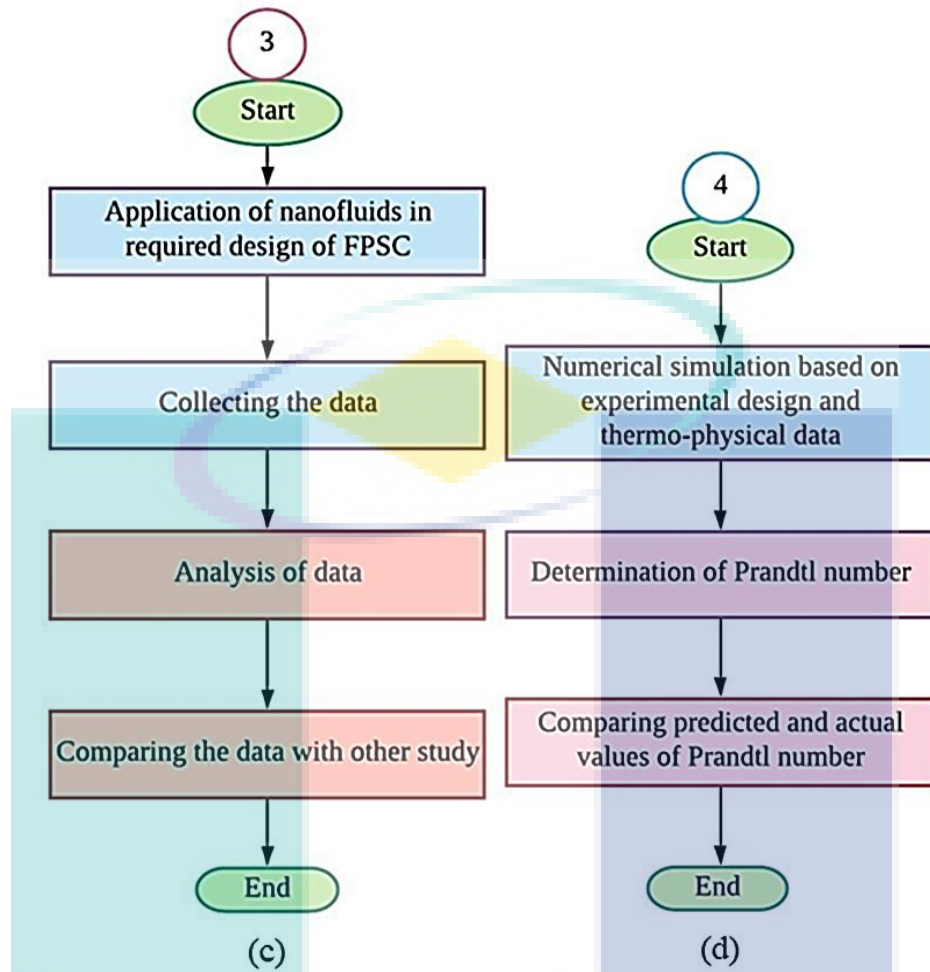 3
Start
Application of nanofluids in
required design of FPSC
Collecting the data
Analysis of data
Comparing the data with other study
End
(c)
4
Start
Numerical simulation based on
experimental design and
thermo-physical data
Determination of Prandtl number
Comparing predicted and actual
values of Prandtl number
End
(d)